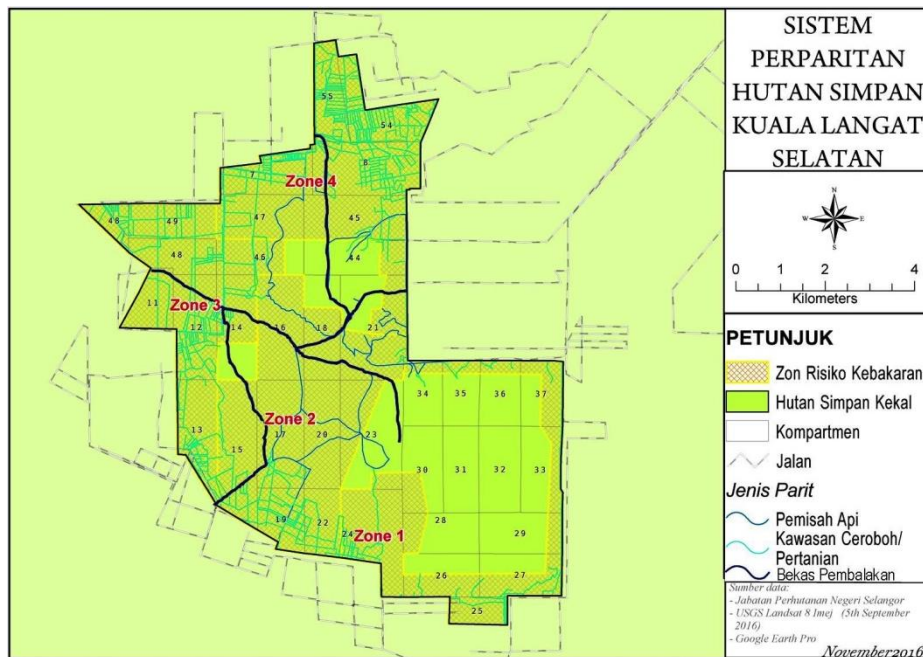 SISTEM
PERPARITAN
HUTAN SIMPAN
KUALA LANGAT
SELATAN
N
W E
S
0 1 2 4
Kilometers
PETUNJUK
Zon Risiko Kebakaran
Hutan Simpan Kekal
Kompartmen
Jalan
Jenis Parit
Pemisah Api
Kawasan Ceroboh/
Pertanian
Bekas Pembalakan
Sumber data:
- Jabatan Perhutanan Negeri Selangor
- USGS Landsat 8 Imej (5th September
2016)
- Google Earth Pro
November2016
55
54
7
8
Zone 4
48 49
47
45
48
46
44
11
Zone 3
12
14
16
18
21
34 35 36 37
Zone 2
13
17
20
23
15
30 31 32 33
19
22
24
Zone 1
28
29
26
27
25